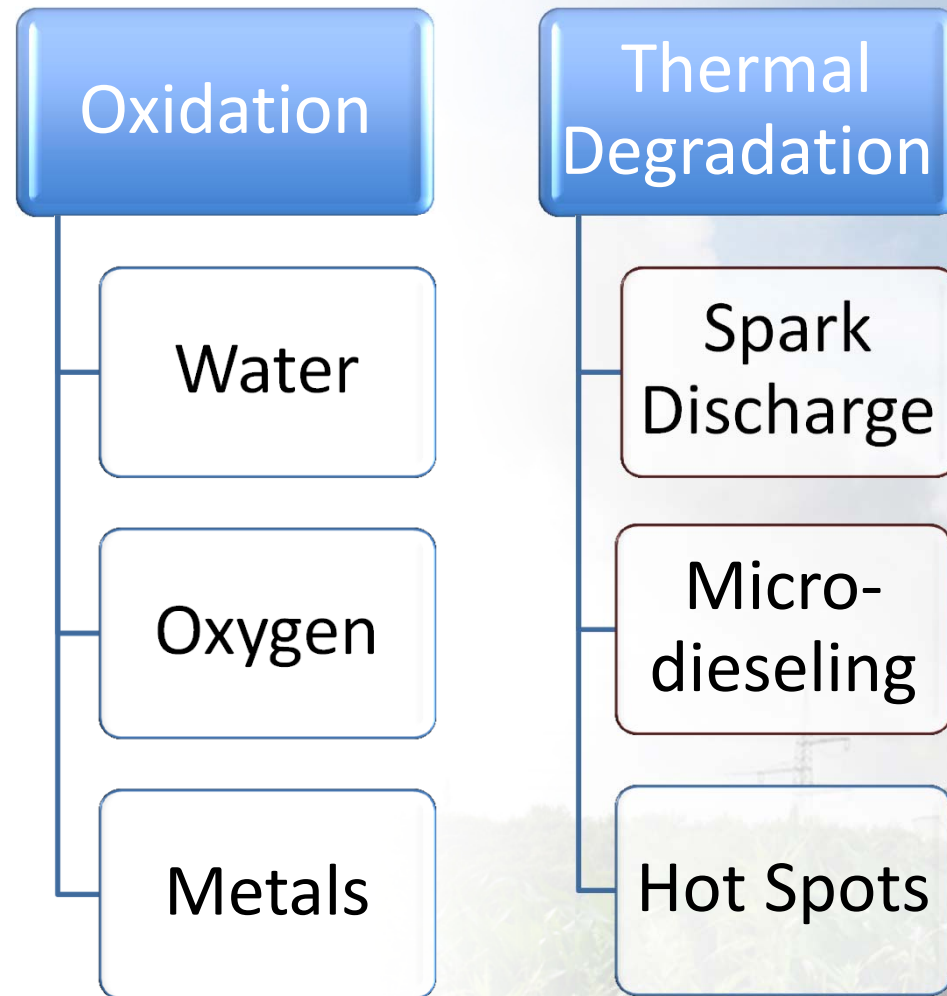 Oxidation
Water
Oxygen
Metals
Thermal
Degradation
Spark
Discharge
Micro-
dieseling
Hot Spots